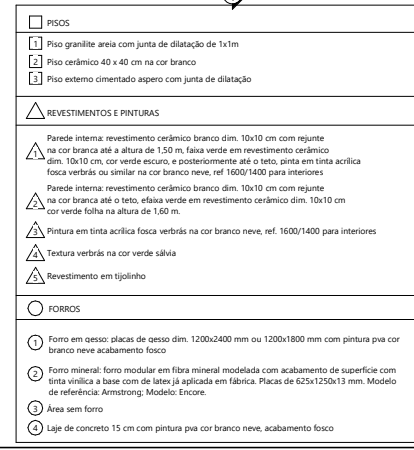 PISOS
1 Piso granilite areia com junta de dilatação de 1x1m
2 Piso cerâmico 40 x 40 cm na cor branco
3 Piso externo cimentado aspero com junta de dilatação
REVESTIMENTOS E PINTURAS
Parede interna: revestimento cerâmico branco dim. 10x10 cm com rejunte
1 na cor branca até a altura de 1,50 m, faixa verde em revestimento cerâmico
dim. 10x10 cm, cor verde escuro, e posteriormente até o teto, pinta em tinta acrílica
fosca verbrás ou similar na cor branco neve, ref 1600/1400 para interiores
Parede interna: revestimento cerâmico branco dim. 10x10 cm com rejunte
2 na cor branco até o teto, efaixa verde em revestimento cerâmico dim. 10x10 cm
cor verde folha na altura de 1,60 m.
3 Pintura em tinta acrílica fosca verbrás na cor branco neve, ref. 1600/1400 para interiores
4 Textura verbrás na cor verde sálvia
5 Revestimento em tijolinho
FORROS
1 Forro em gesso: placas de gesso dim. 1200x2400 mm ou 1200x1800 mm com pintura pva cor
branco neve acabamento fosco
2 Forro mineral: forro modular em fibra mineral modelada com acabamento de superfície com
tinta vinílica a base com de latex já aplicada em fábrica. Placas de 625x1250x13 mm. Modelo
de referência: Armstrong; Modelo: Encore.
3 Área sem forro
4 Laje de concreto 15 cm com pintura pva cor branco neve, acabamento fosco